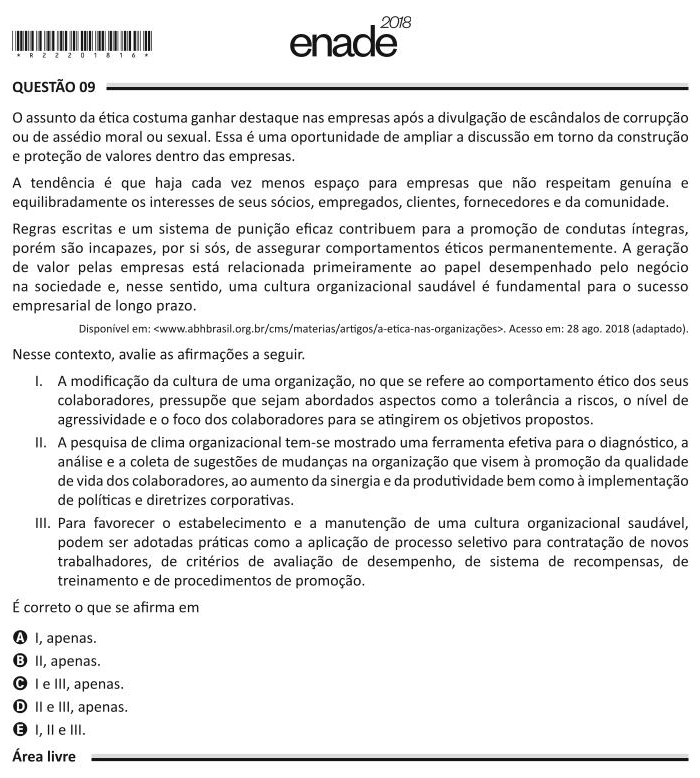 enade 2018
* R 2 2 2 0 1 8 1 6 *
QUESTÃO 09
O assunto da ética costuma ganhar destaque nas empresas após a divulgação de escândalos de corrupção
ou de assédio moral ou sexual. Essa é uma oportunidade de ampliar a discussão em torno da construção
e proteção de valores dentro das empresas.
A tendência é que haja cada vez menos espaço para empresas que não respeitam genuína e
equilibradamente os interesses de seus sócios, empregados, clientes, fornecedores e da comunidade.
Regras escritas e um sistema de punição eficaz contribuem para a promoção de condutas íntegras,
porém são incapazes, por si sós, de assegurar comportamentos éticos permanentemente. A geração
de valor pelas empresas está relacionada primeiramente ao papel desempenhado pelo negócio
na sociedade e, nesse sentido, uma cultura organizacional saudável é fundamental para o sucesso
empresarial de longo prazo.
Disponível em: <www.abhbrasil.org.br/cms/materias/artigos/a-etica-nas-organizações>. Acesso em: 28 ago. 2018 (adaptado).
Nesse contexto, avalie as afirmações a seguir.
I. A modificação da cultura de uma organização, no que se refere ao comportamento ético dos seus
colaboradores, pressupõe que sejam abordados aspectos como a tolerância a riscos, o nível de
agressividade e o foco dos colaboradores para se atingirem os objetivos propostos.
II. A pesquisa de clima organizacional tem-se mostrado uma ferramenta efetiva para o diagnóstico, a
análise e a coleta de sugestões de mudanças na organização que visem à promoção da qualidade
de vida dos colaboradores, ao aumento da sinergia e da produtividade bem como à implementação
de políticas e diretrizes corporativas.
III. Para favorecer o estabelecimento e a manutenção de uma cultura organizacional saudável,
podem ser adotadas práticas como a aplicação de processo seletivo para contratação de novos
trabalhadores, de critérios de avaliação de desempenho, de sistema de recompensas, de
treinamento e de procedimentos de promoção.
É correto o que se afirma em
A I, apenas.
B II, apenas.
C I e III, apenas.
D II e III, apenas.
E I, II e III.
Área livre